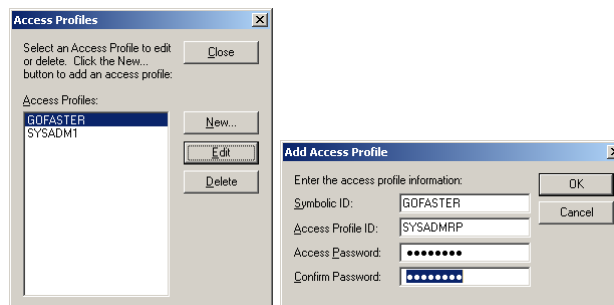 Access Profiles
Select an Access Profile to edit
or delete. Click the New...
button to add an access profile:
Close
Access Profiles:
GOFASTER
SYSADM1
New...
Edit
Delete
Add Access Profile
Enter the access profile information:
Symbolic ID:
GOFASTER
Access Profile ID:
SYSADMRP
Access Password:
●●●●●●●●
Confirm Password:
●●●●●●●●
OK
Cancel